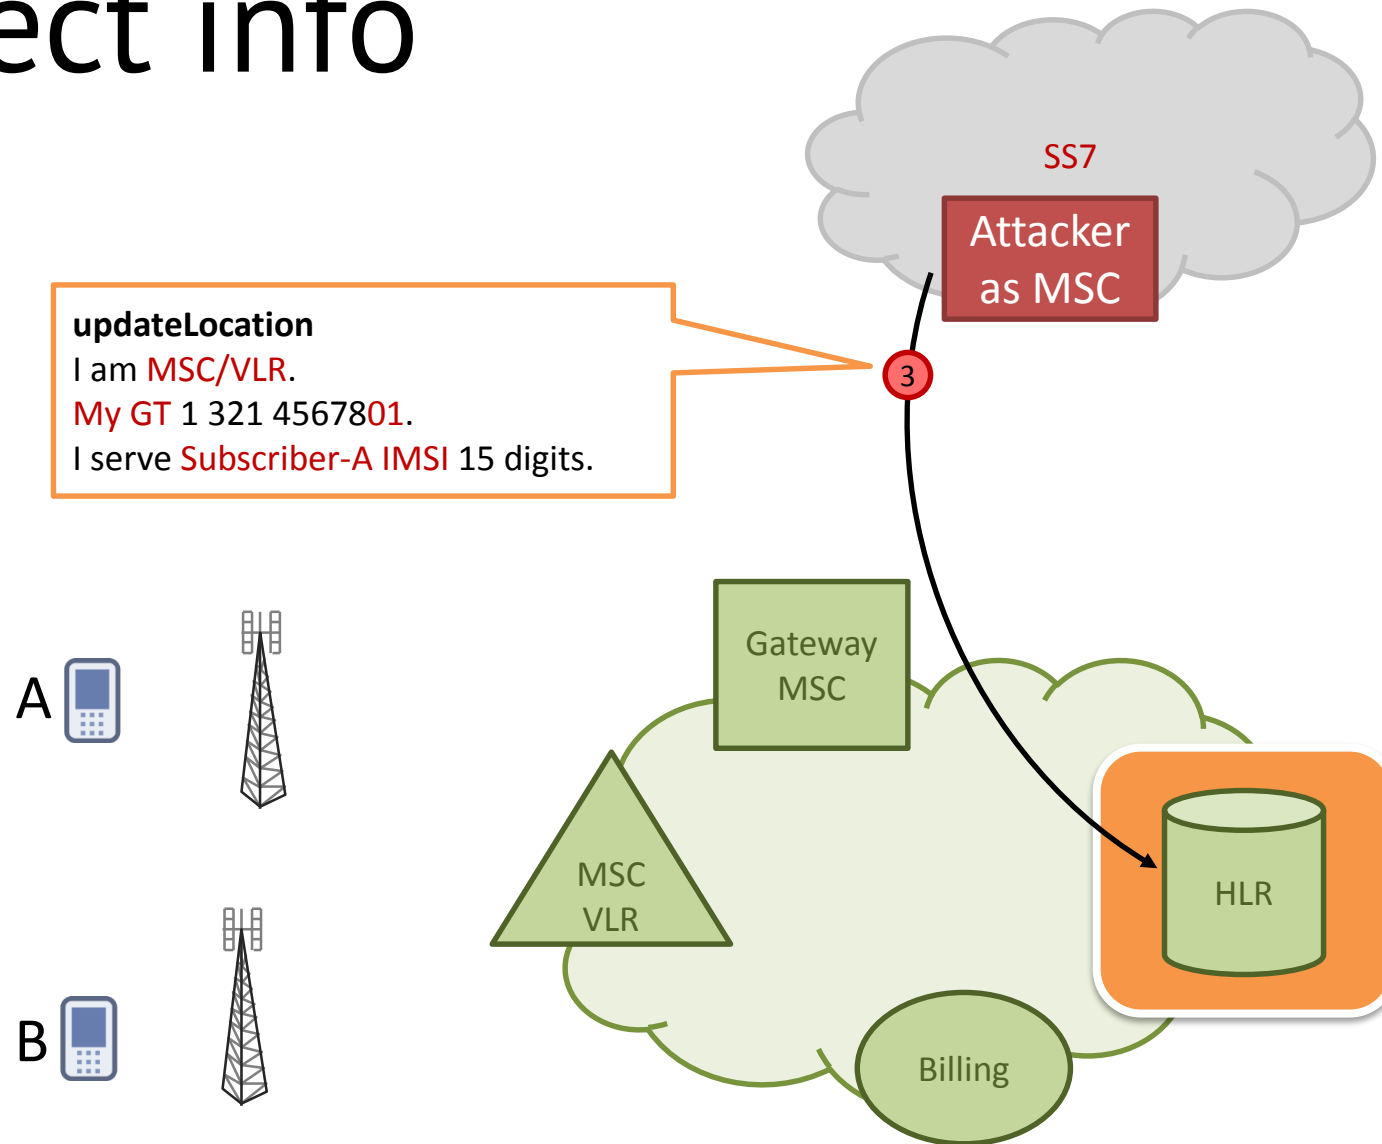 ect info
SS7
Attacker
as MSC
updateLocation
I am MSC/VLR.
My GT 1 321 4567801.
I serve Subscriber-A IMSI 15 digits.
3
Gateway
MSC
A
MSC
VLR
HLR
B
Billing